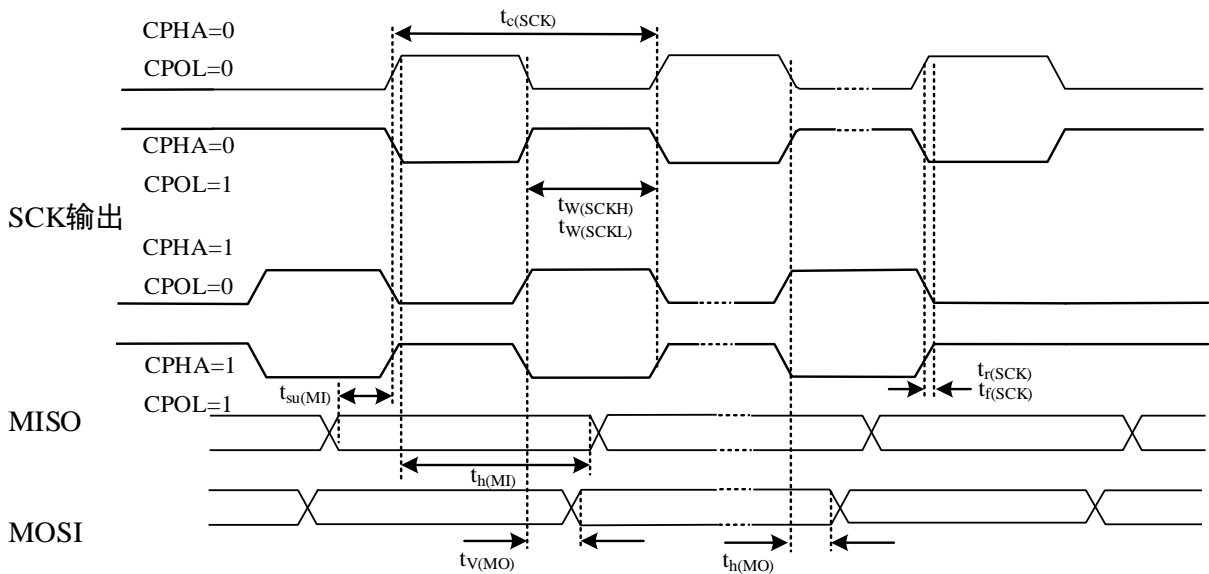 CPHA=0
t_c(SCK)
CPOL=0
CPHA=0
CPOL=1
t_W(SCKH)
t_W(SCKL)
SCK输出
CPHA=1
CPOL=0
CPHA=1
CPOL=1
t_su(MI)
t_r(SCK)
t_f(SCK)
MISO
t_h(MI)
MOSI
t_V(MO)
t_h(MO)